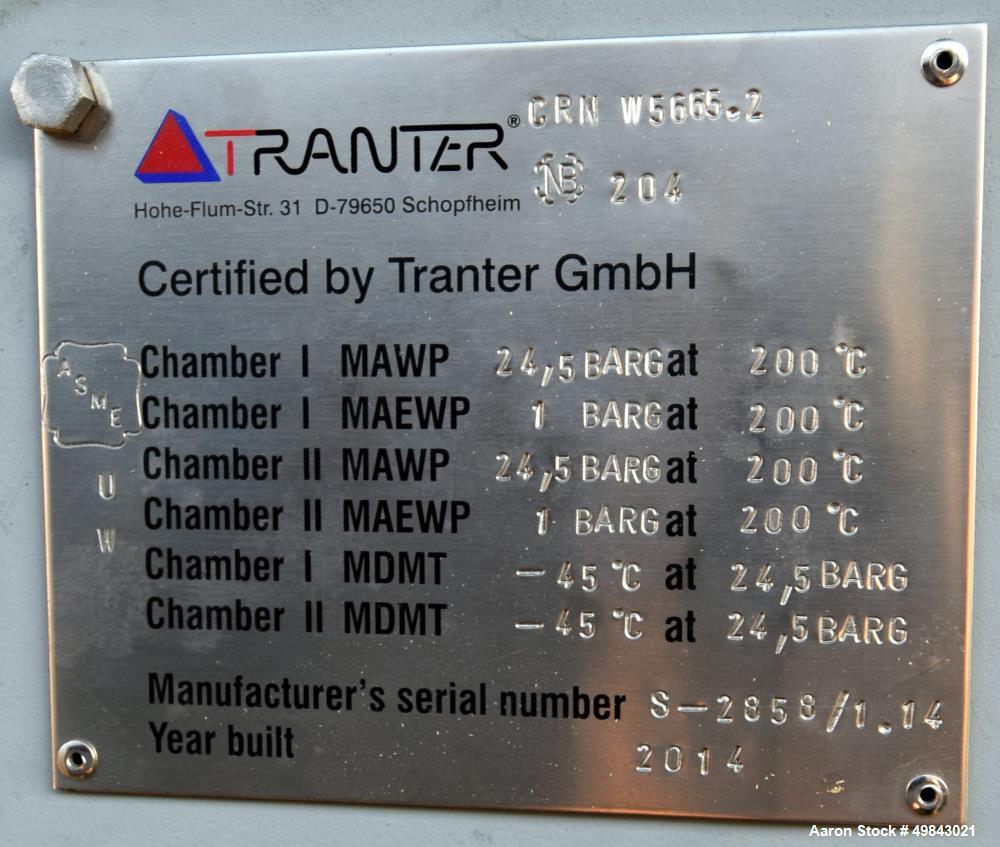 TRANTER® CRN W5665.2
NB 204
Hohe-Flum-Str. 31 D-79650 Schopfheim
Certified by Tranter GmbH
ASME
U
W
Chamber I MAWP 24,5 BARG at 200 °C
Chamber I MAEWP 1 BARG at 200 °C
Chamber II MAWP 24,5 BARG at 200 °C
Chamber II MAEWP 1 BARG at 200 °C
Chamber I MDMT -45 °C at 24,5 BARG
Chamber II MDMT -45 °C at 24,5 BARG
Manufacturer's serial number S-2858/1.14
Year built 2014
Aaron Stock # 49843021